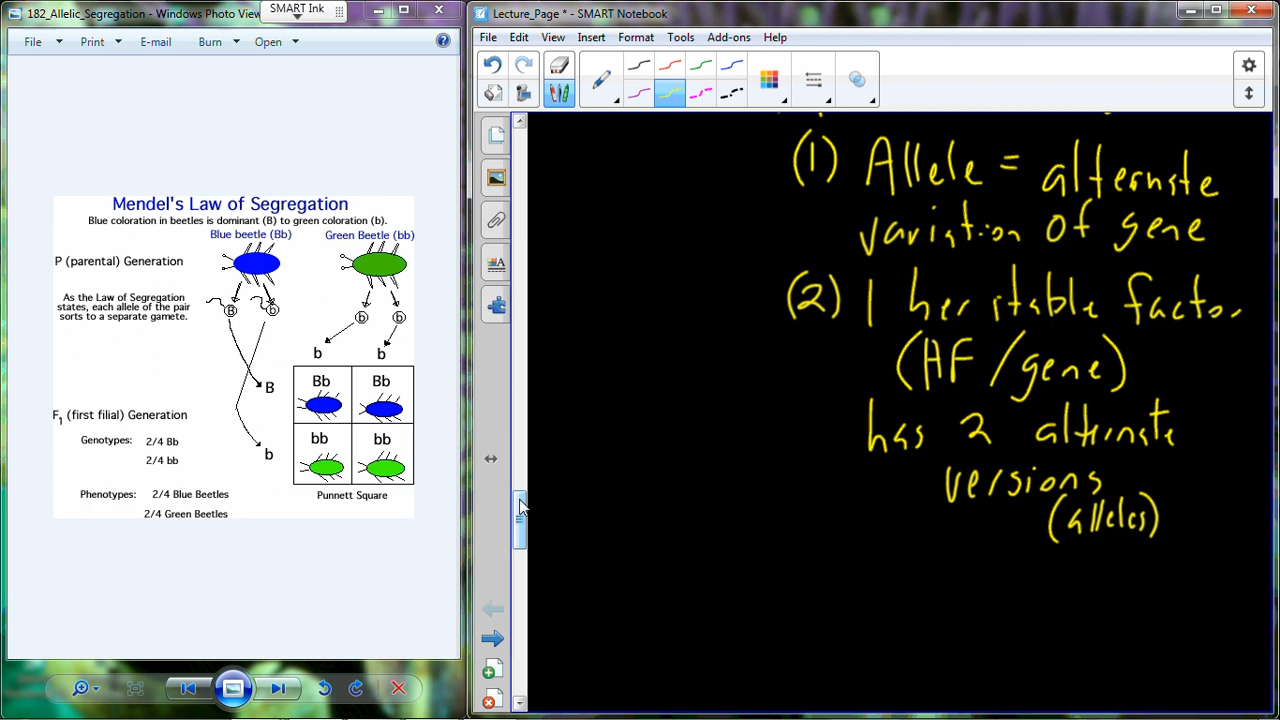 182_Allelic_Segregation - Windows Photo View
SMART Ink
File Print E-mail Burn Open
Mendel's Law of Segregation
Blue coloration in beetles is dominant (B) to green coloration (b).
Blue beetle (Bb) Green Beetle (bb)
P (parental) Generation
As the Law of Segregation
states, each allele of the pair
sorts to a separate gamete.
B b b b
b b
Bb Bb
B
F1 (first filial) Generation
Genotypes: 2/4 Bb
bb bb
b
2/4 bb
Phenotypes: 2/4 Blue Beetles
Punnett Square
2/4 Green Beetles
Lecture_Page * - SMART Notebook
File Edit View Insert Format Tools Add-ons Help
(1) Allele = alternate
variation of gene
(2) 1 heritable factor
(HF/gene)
has 2 alternate
versions
(alleles)